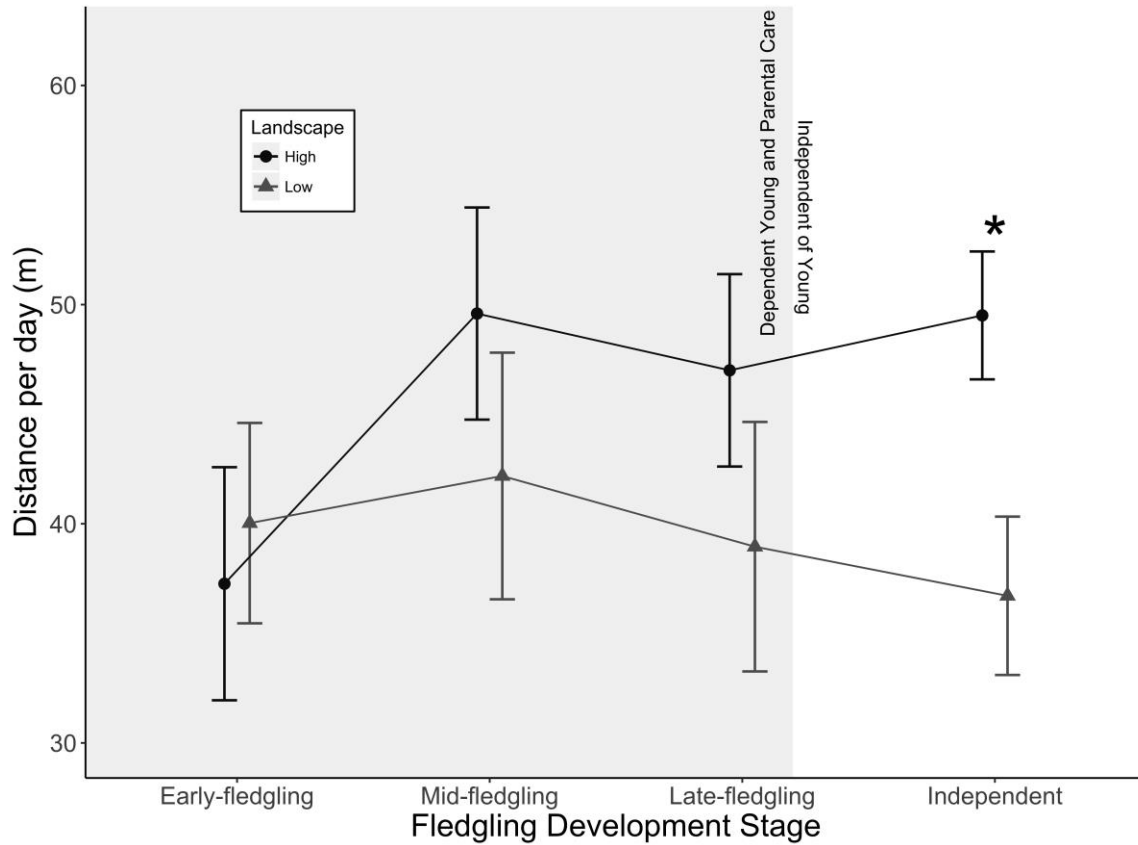 Distance per day (m)
60
50
40
30
Landscape
High
Low
Dependent Young and Parental Care
Independent of Young
*
Early-fledgling
Mid-fledgling
Late-fledgling
Independent
Fledgling Development Stage